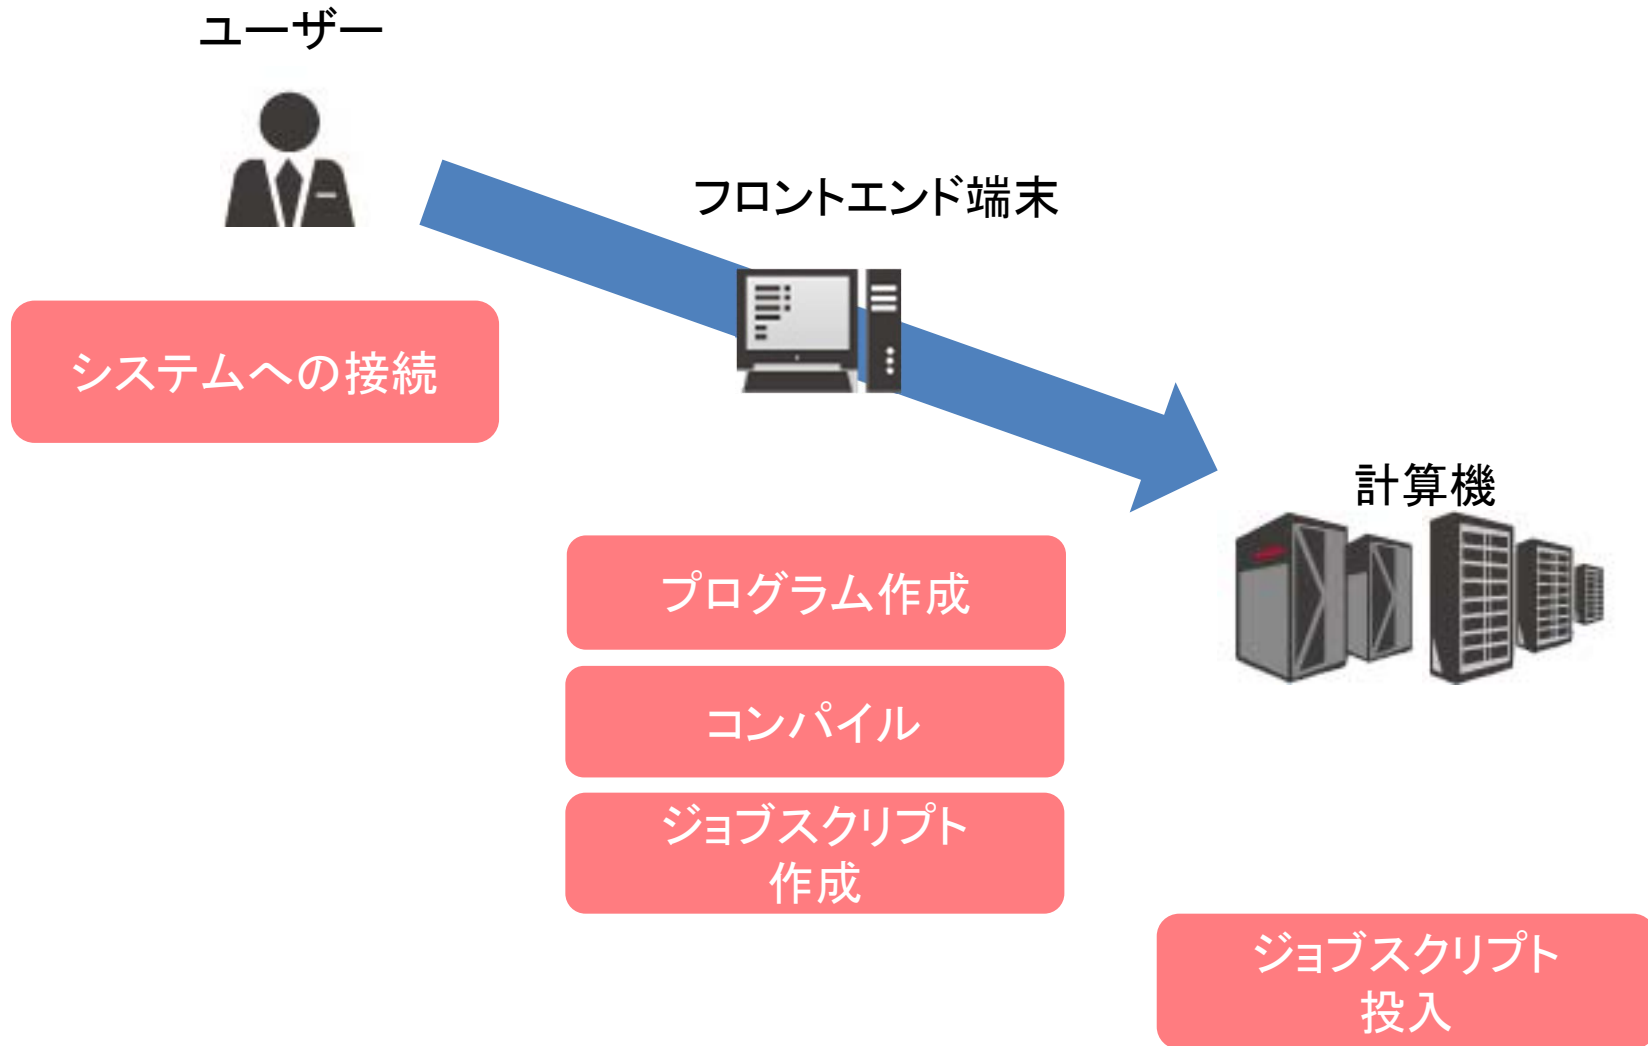 ユーザー
フロントエンド端末
システムへの接続
計算機
プログラム作成
コンパイル
ジョブスクリプト
作成
ジョブスクリプト
投入